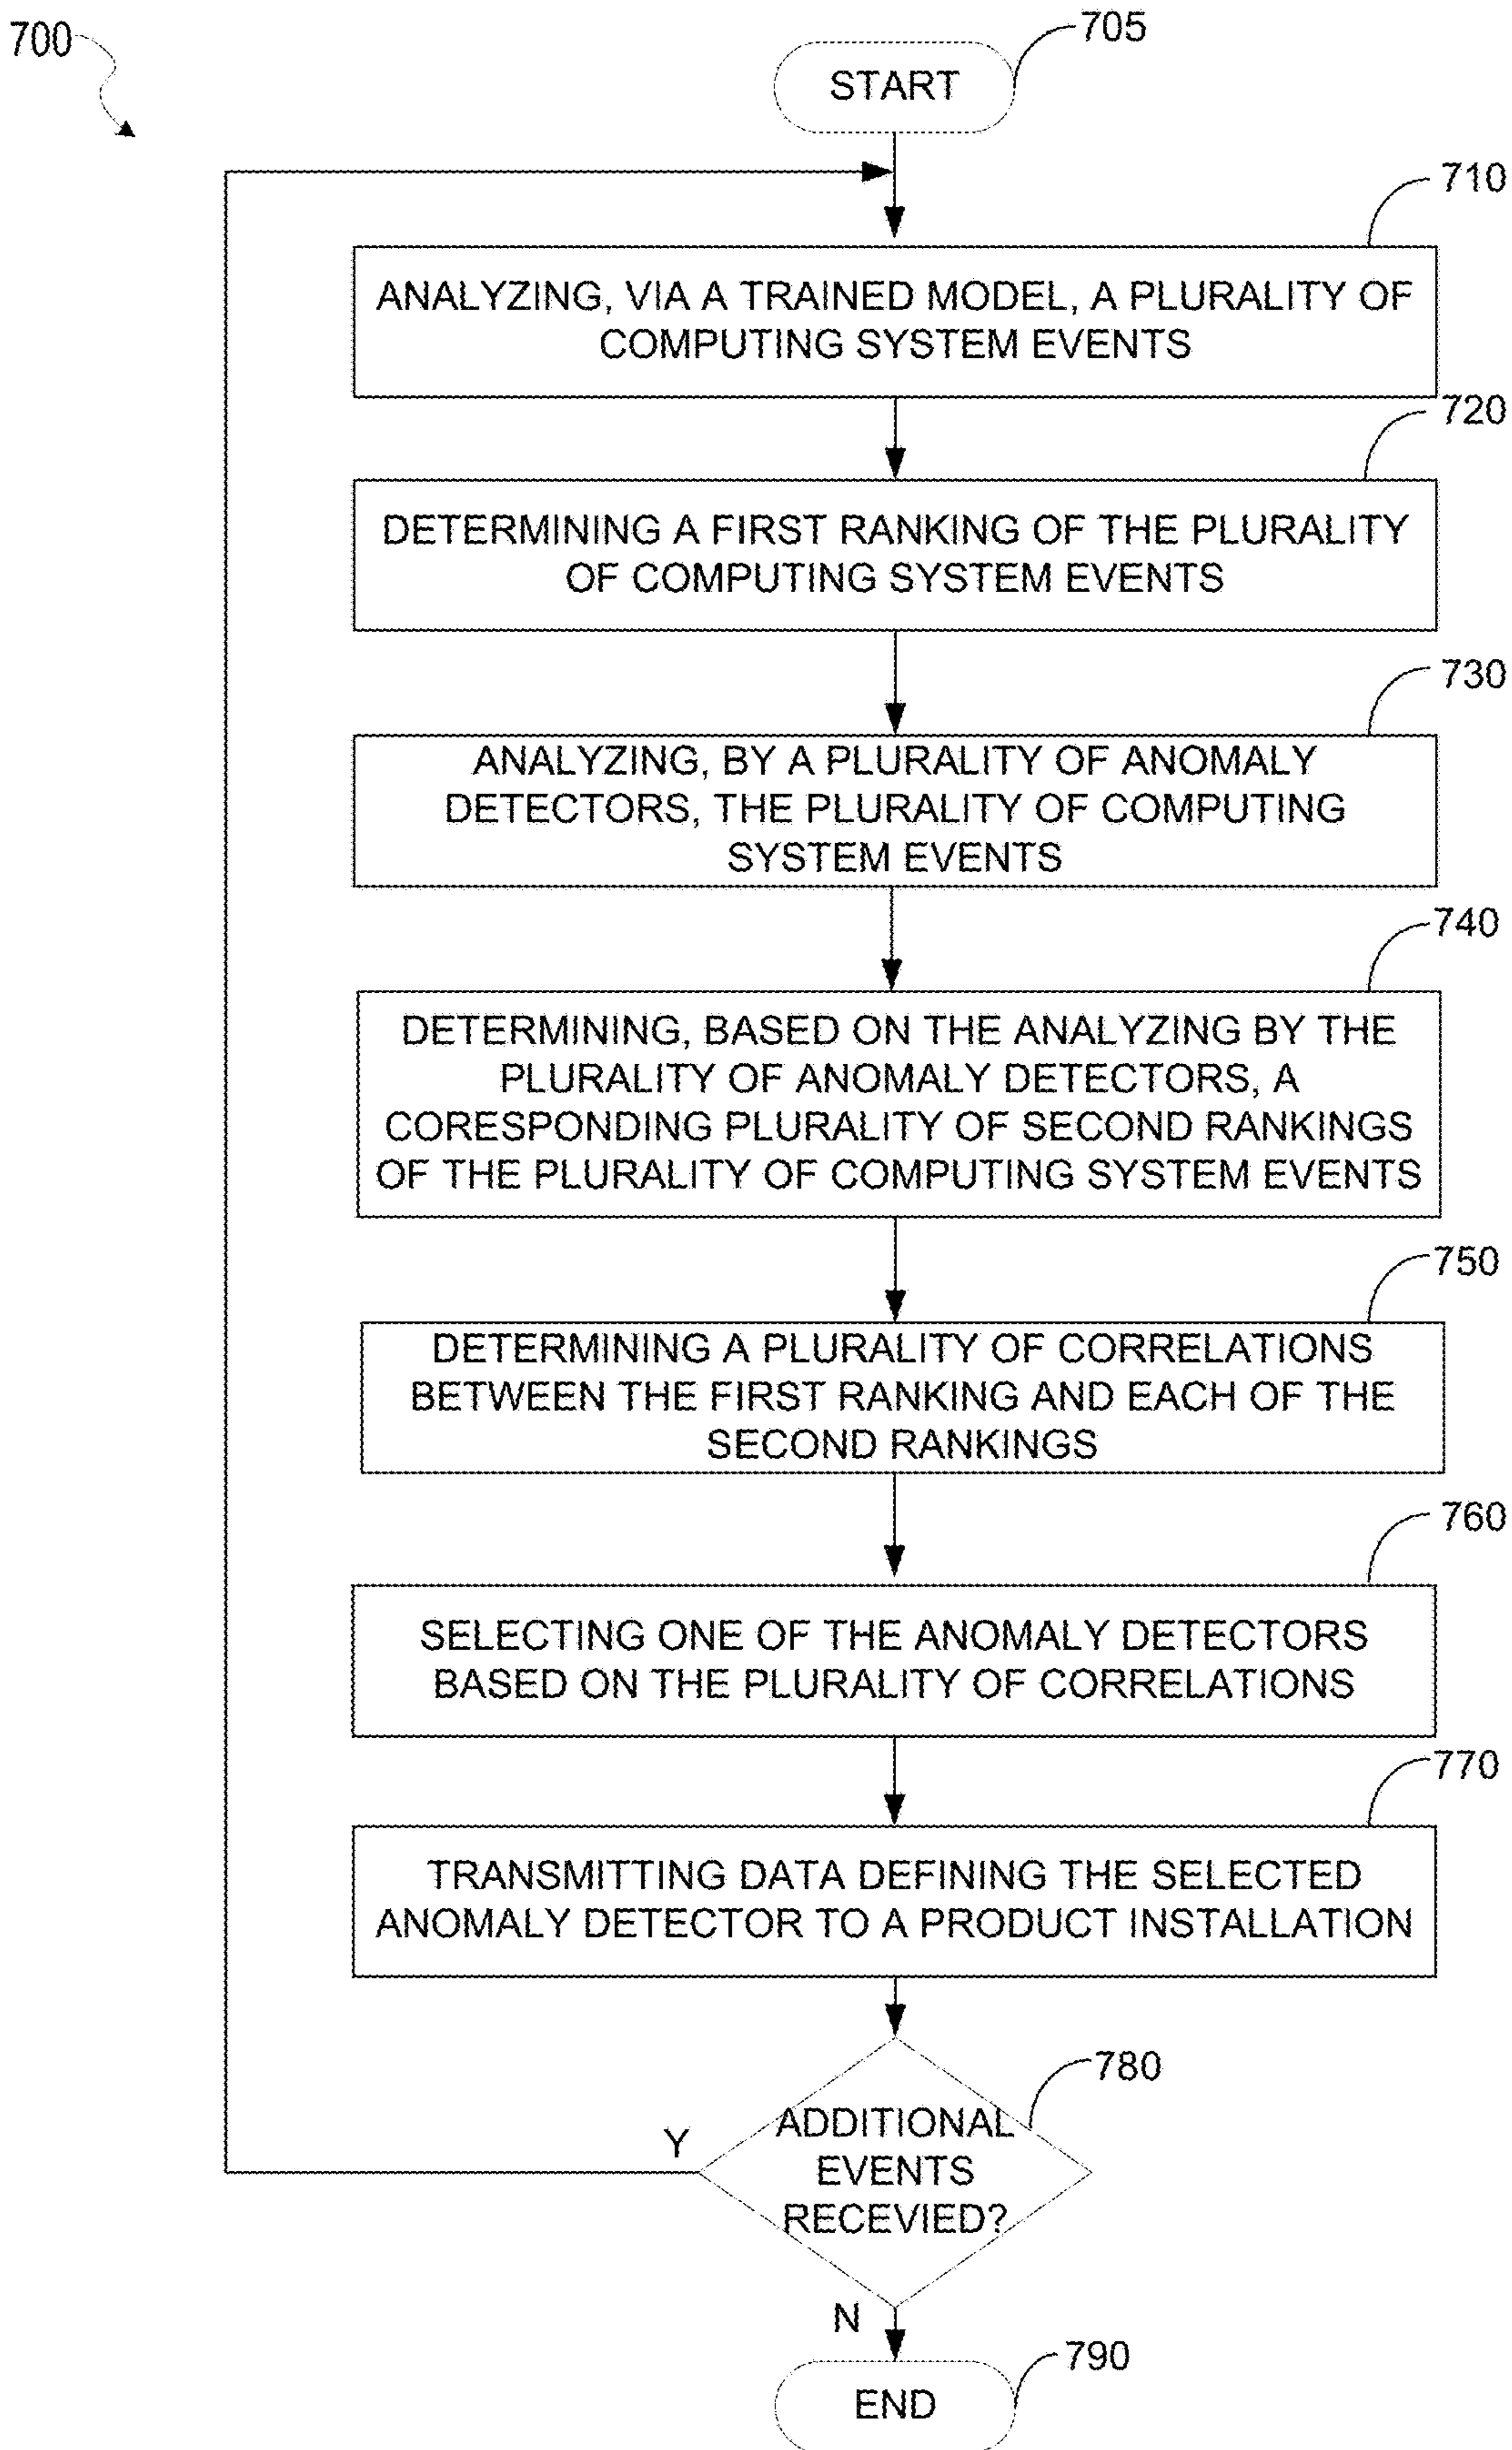 700
705
START
710
ANALYZING, VIA A TRAINED MODEL, A PLURALITY OF
COMPUTING SYSTEM EVENTS
720
DETERMINING A FIRST RANKING OF THE PLURALITY
OF COMPUTING SYSTEM EVENTS
730
ANALYZING, BY A PLURALITY OF ANOMALY
DETECTORS, THE PLURALITY OF COMPUTING
SYSTEM EVENTS
740
DETERMINING, BASED ON THE ANALYZING BY THE
PLURALITY OF ANOMALY DETECTORS, A
CORESPONDING PLURALITY OF SECOND RANKINGS
OF THE PLURALITY OF COMPUTING SYSTEM EVENTS
750
DETERMINING A PLURALITY OF CORRELATIONS
BETWEEN THE FIRST RANKING AND EACH OF THE
SECOND RANKINGS
760
SELECTING ONE OF THE ANOMALY DETECTORS
BASED ON THE PLURALITY OF CORRELATIONS
770
TRANSMITTING DATA DEFINING THE SELECTED
ANOMALY DETECTOR TO A PRODUCT INSTALLATION
780
Y
ADDITIONAL
EVENTS
RECEVIED?
N
790
END